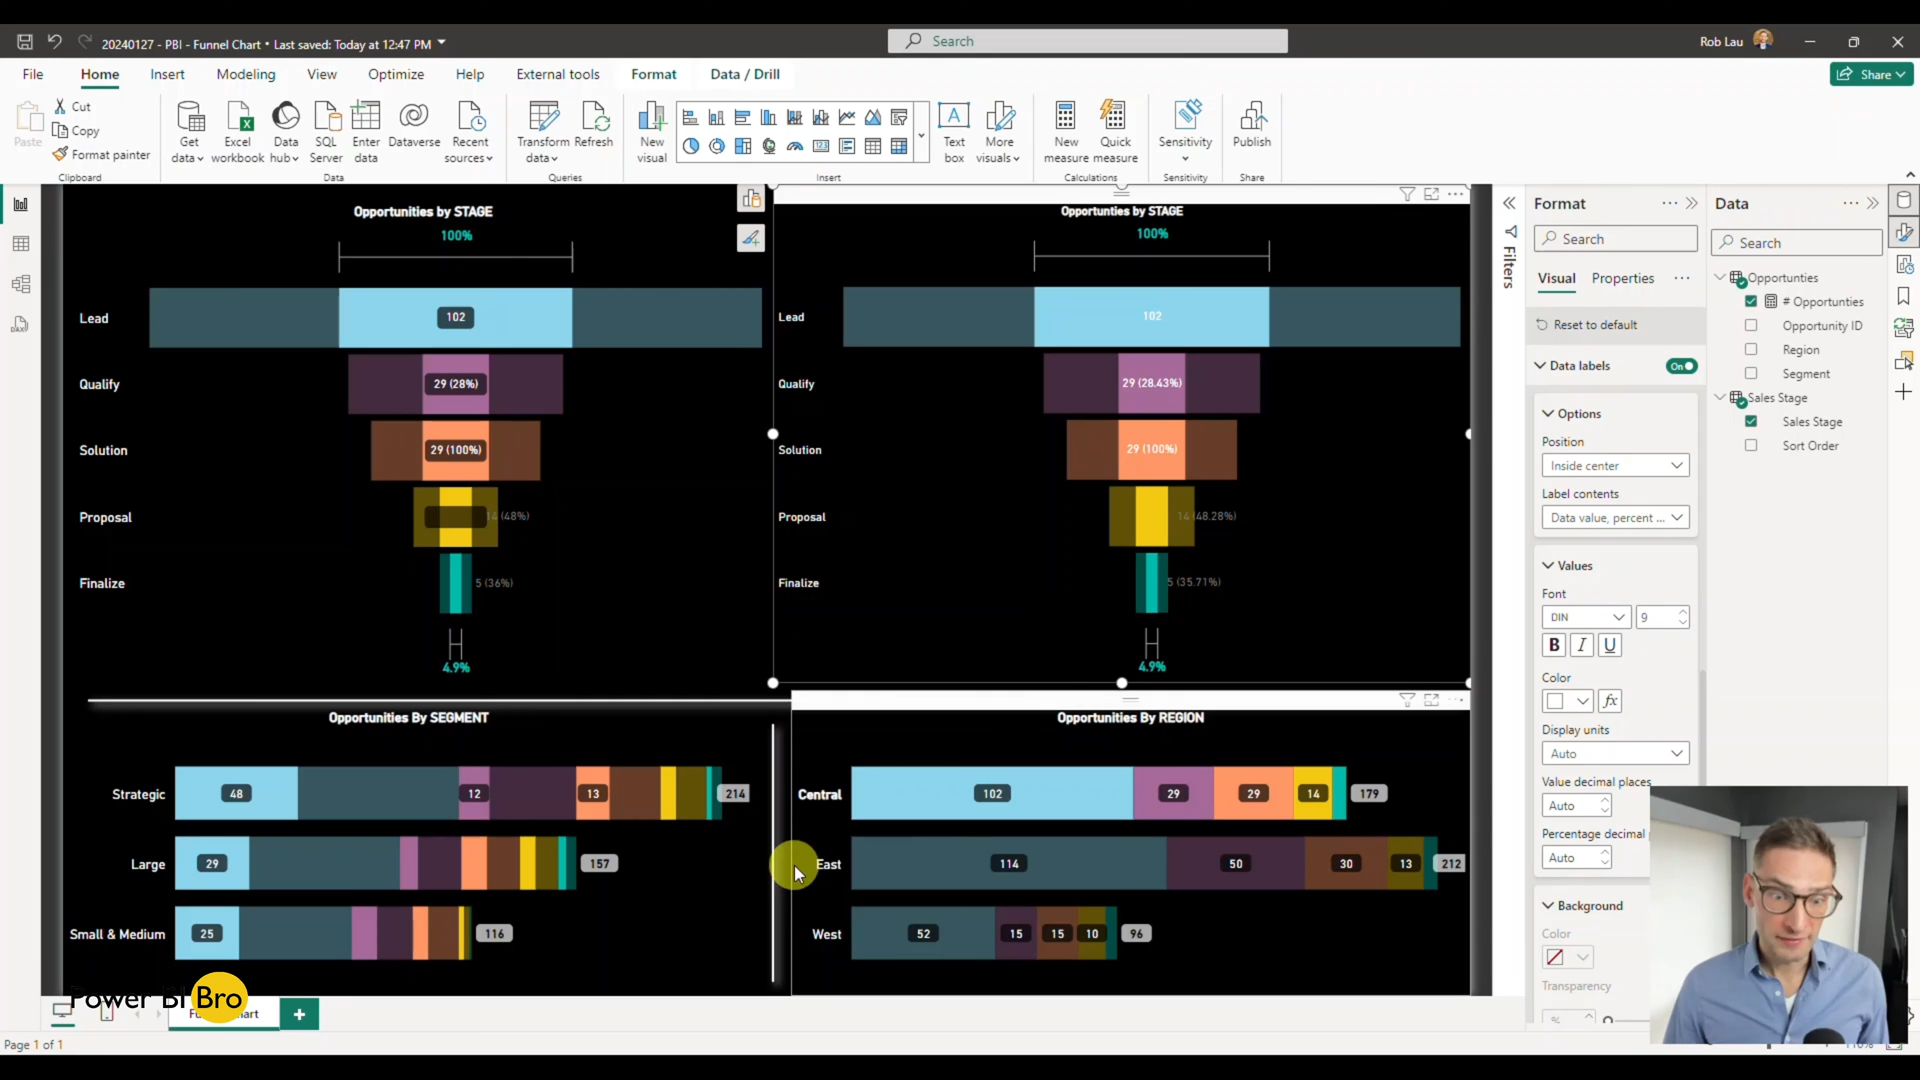 20240127 - PBI - Funnel Chart • Last saved: Today at 12:47 PM
Search
Rob Lau
File
Home
Insert
Modeling
View
Optimize
Help
External tools
Format
Data / Drill
Share
Paste
Cut
Copy
Format painter
Clipboard
Get data
Excel workbook
Data hub
SQL Server
Enter data
Dataverse
Recent sources
Data
Transform data
Refresh
Queries
New visual
Text box
More visuals
Insert
New measure
Quick measure
Calculations
Sensitivity
Sensitivity
Publish
Share
Opportunities by STAGE
100%
Lead
102
Qualify
29 (28%)
Solution
29 (100%)
Proposal
14 (48%)
Finalize
5 (36%)
4.9%
Opportunities by STAGE
100%
Lead
102
Qualify
29 (28.43%)
Solution
29 (100%)
Proposal
14 (48.28%)
Finalize
5 (35.71%)
4.9%
Opportunities By SEGMENT
Strategic
48
12
13
214
Large
29
157
Small & Medium
25
116
Opportunities By REGION
Central
102
29
29
14
179
East
114
50
30
13
212
West
52
15
15
10
96
Filters
Format
Search
Visual
Properties
Reset to default
Data labels
On
Options
Position
Inside center
Label contents
Data value, percent ...
Values
Font
DIN
9
B
I
U
Color
fx
Display units
Auto
Value decimal places
Auto
Percentage decimal
Auto
Background
Color
Transparency
%
Data
Search
Opportunties
# Opportunties
Opportunity ID
Region
Segment
Sales Stage
Sales Stage
Sort Order
Power BI Bro
Page 1 of 1